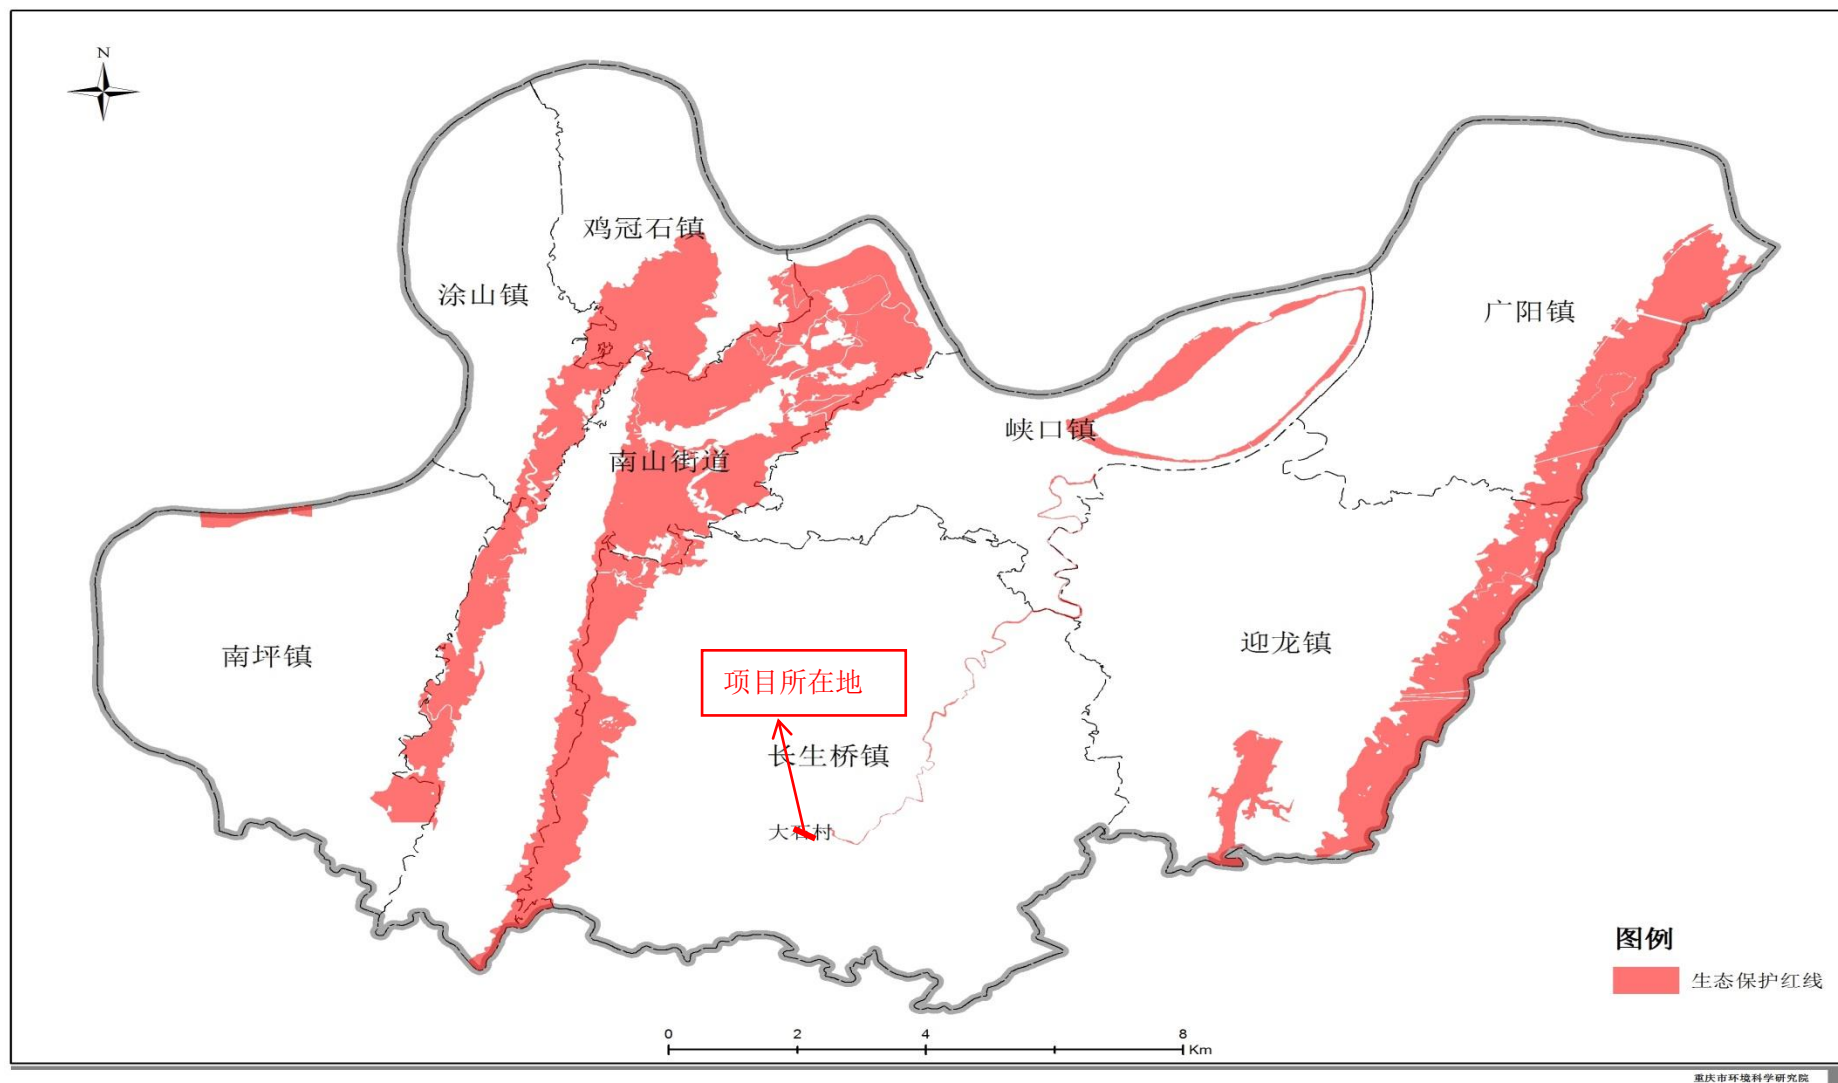 N
鸡冠石镇
涂山镇
广阳镇
峡口镇
南山街道
南坪镇
迎龙镇
项目所在地
长生桥镇
大石村
图例
生态保护红线
0 2 4 8
Km
重庆市环境科学研究院